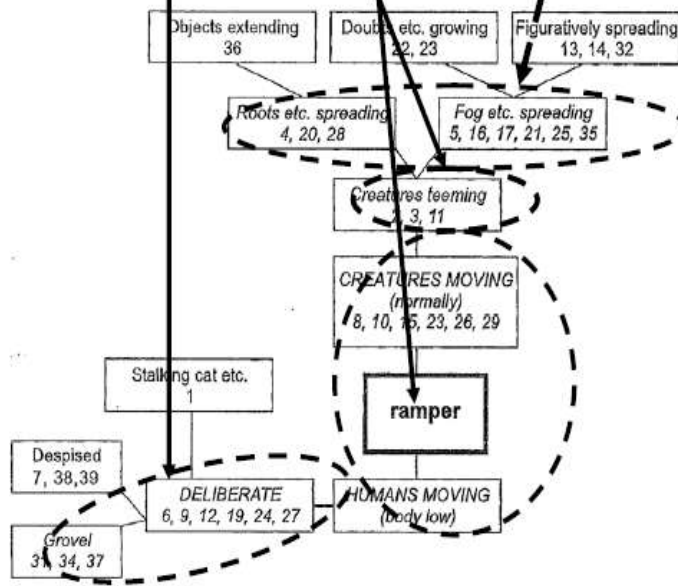 Objects extending
36
Doubts etc. growing
22, 23
Figuratively spreading
13, 14, 32
Roots etc. spreading
4, 20, 28
Fog etc. spreading
5, 16, 17, 21, 25, 35
Creatures teeming
2, 3, 11
CREATURES MOVING
(normally)
8, 10, 15, 23, 26, 29
Stalking cat etc.
1
ramper
Despised
7, 38,39
DELIBERATE
6, 9, 12, 19, 24, 27
HUMANS MOVING
(body low)
Grovel
31, 34, 37